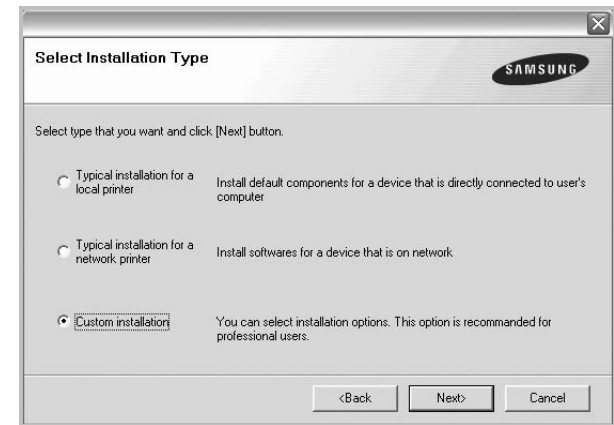 Select Installation Type
SAMSUNG
Select type that you want and click [Next] button.
Typical installation for a
local printer
Install default components for a device that is directly connected to user's
computer
Typical installation for a
network printer
Install softwares for a device that is on network
Custom installation
You can select installation options. This option is recommanded for
professional users.
<Back
Next>
Cancel